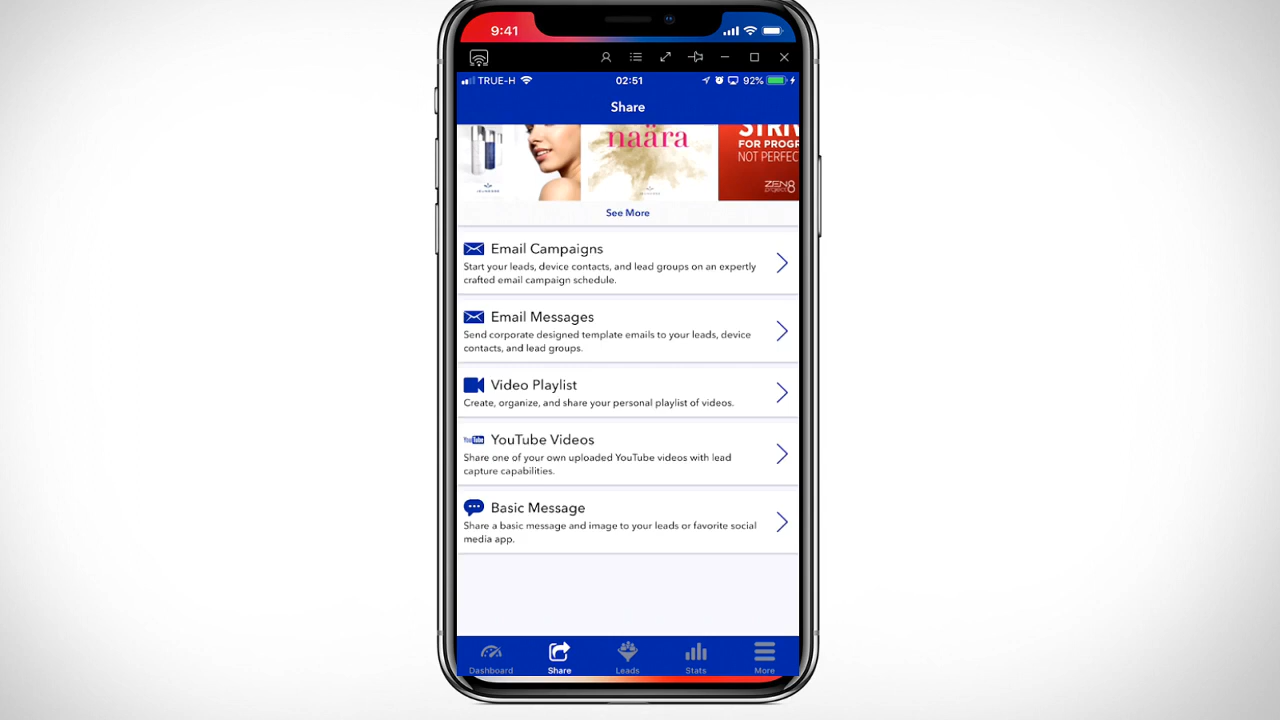 9:41
TRUE-H 02:51 92%
Share
naära
STRIV
FOR PROGR
NOT PERFEC
ZEN8
PROJECT
See More
Email Campaigns
Start your leads, device contacts, and lead groups on an expertly
crafted email campaign schedule.
Email Messages
Send corporate designed template emails to your leads, device
contacts, and lead groups.
Video Playlist
Create, organize, and share your personal playlist of videos.
YouTube
YouTube Videos
Share one of your own uploaded YouTube videos with lead
capture capabilities.
Basic Message
Share a basic message and image to your leads or favorite social
media app.
Dashboard Share Leads Stats More